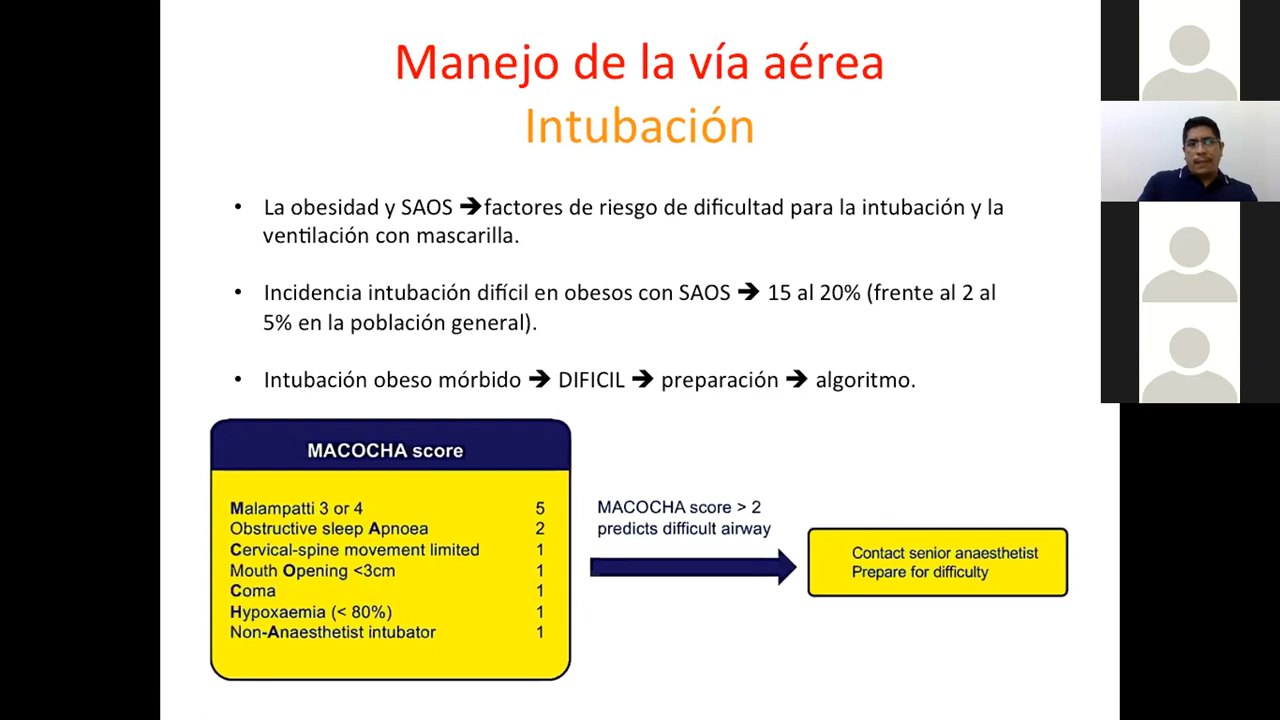 Manejo de la vía aérea
Intubación
• La obesidad y SAOS ➔factores de riesgo de dificultad para la intubación y la
ventilación con mascarilla.
• Incidencia intubación difícil en obesos con SAOS ➔ 15 al 20% (frente al 2 al
5% en la población general).
• Intubación obeso mórbido ➔ DIFICIL ➔ preparación ➔ algoritmo.
MACOCHA score
Malampatti 3 or 4 5
Obstructive sleep Apnoea 2
Cervical-spine movement limited 1
Mouth Opening <3cm 1
Coma 1
Hypoxaemia (< 80%) 1
Non-Anaesthetist intubator 1
MACOCHA score > 2
predicts difficult airway
Contact senior anaesthetist
Prepare for difficulty